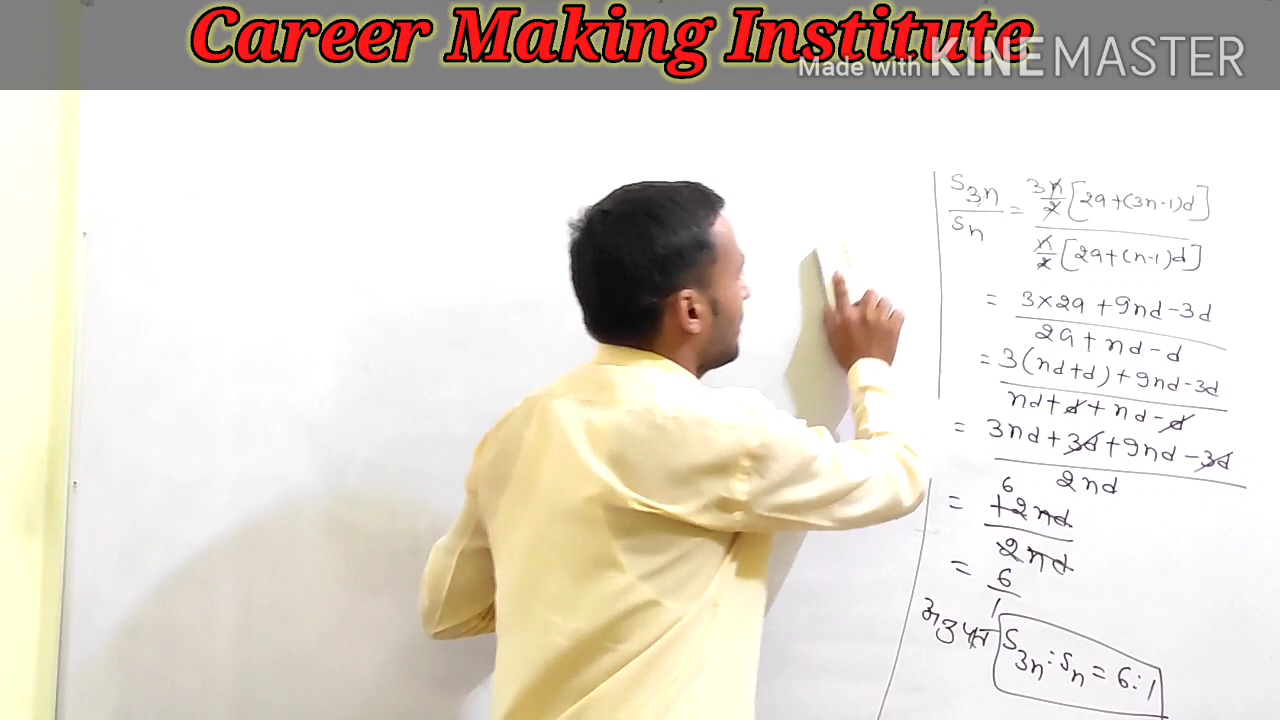 Career Making Institute
Made with KINEMASTER
S3n/Sn = 3n/2 [2a+(3n-1)d] / n/2 [2a+(n-1)d]
= 3×2a + 9nd - 3d / 2a + nd - d
= 3(nd+d) + 9nd - 3d / nd + d + nd - d
= 3nd + 3d + 9nd - 3d / 2nd
6
= 12nd / 2nd
= 6/1
अनुपात S3n : Sn = 6 : 1